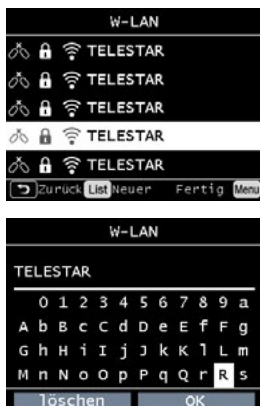 W-LAN
TELESTAR
TELESTAR
TELESTAR
TELESTAR
TELESTAR
Zurück List Neuer Fertig Menu
W-LAN
TELESTAR
0 1 2 3 4 5 6 7 8 9 a
A b B c C d D e E f F g
G h H i I j J k K l L m
M n N o O p P q Q r R s
löschen OK